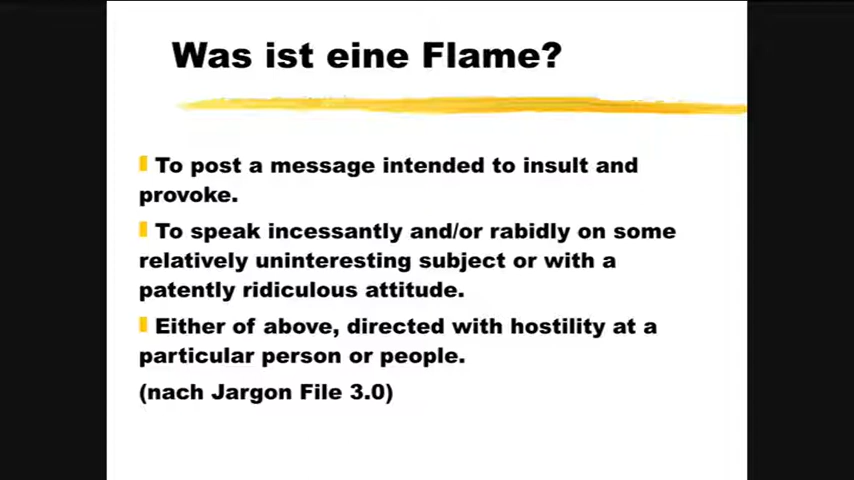 Was ist eine Flame?
To post a message intended to insult and
provoke.
To speak incessantly and/or rabidly on some
relatively uninteresting subject or with a
patently ridiculous attitude.
Either of above, directed with hostility at a
particular person or people.
(nach Jargon File 3.0)